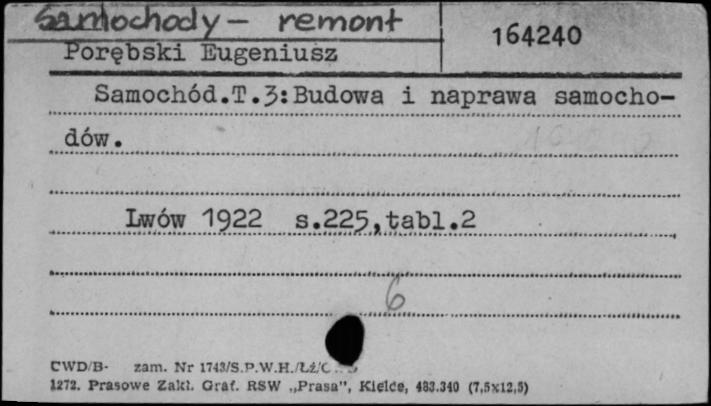 Samochody - remont
164240
Porębski Eugeniusz
Samochód.T.3:Budowa i naprawa samocho-
dów.
Lwów 1922 s.225,tabl.2
6
CWD/B- zam. Nr 1743/S.P.W.H./Łź/C
1272. Prasowe Zakł. Graf. RSW „Prasa”, Kielce, 483.340 (7,5x12,5)